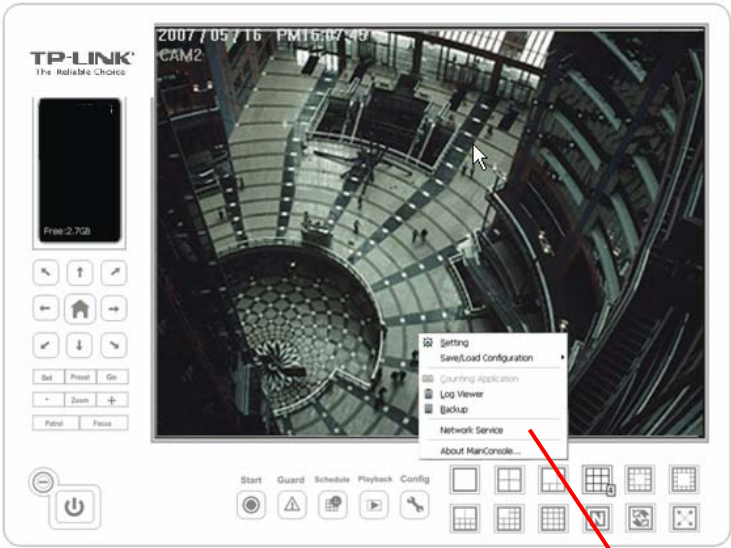 2007 / 05 / 16 PM16:07:45
CAM2
TP-LINK
The Reliable Choice
Free:2.7GB
Set Preset Go
- Zoom +
Patrol Focus
Setting
Save/Load Configuration
Counting Application
Log Viewer
Backup
Network Service
About MainConsole...
Start Guard Schedule Playback Config
4
N